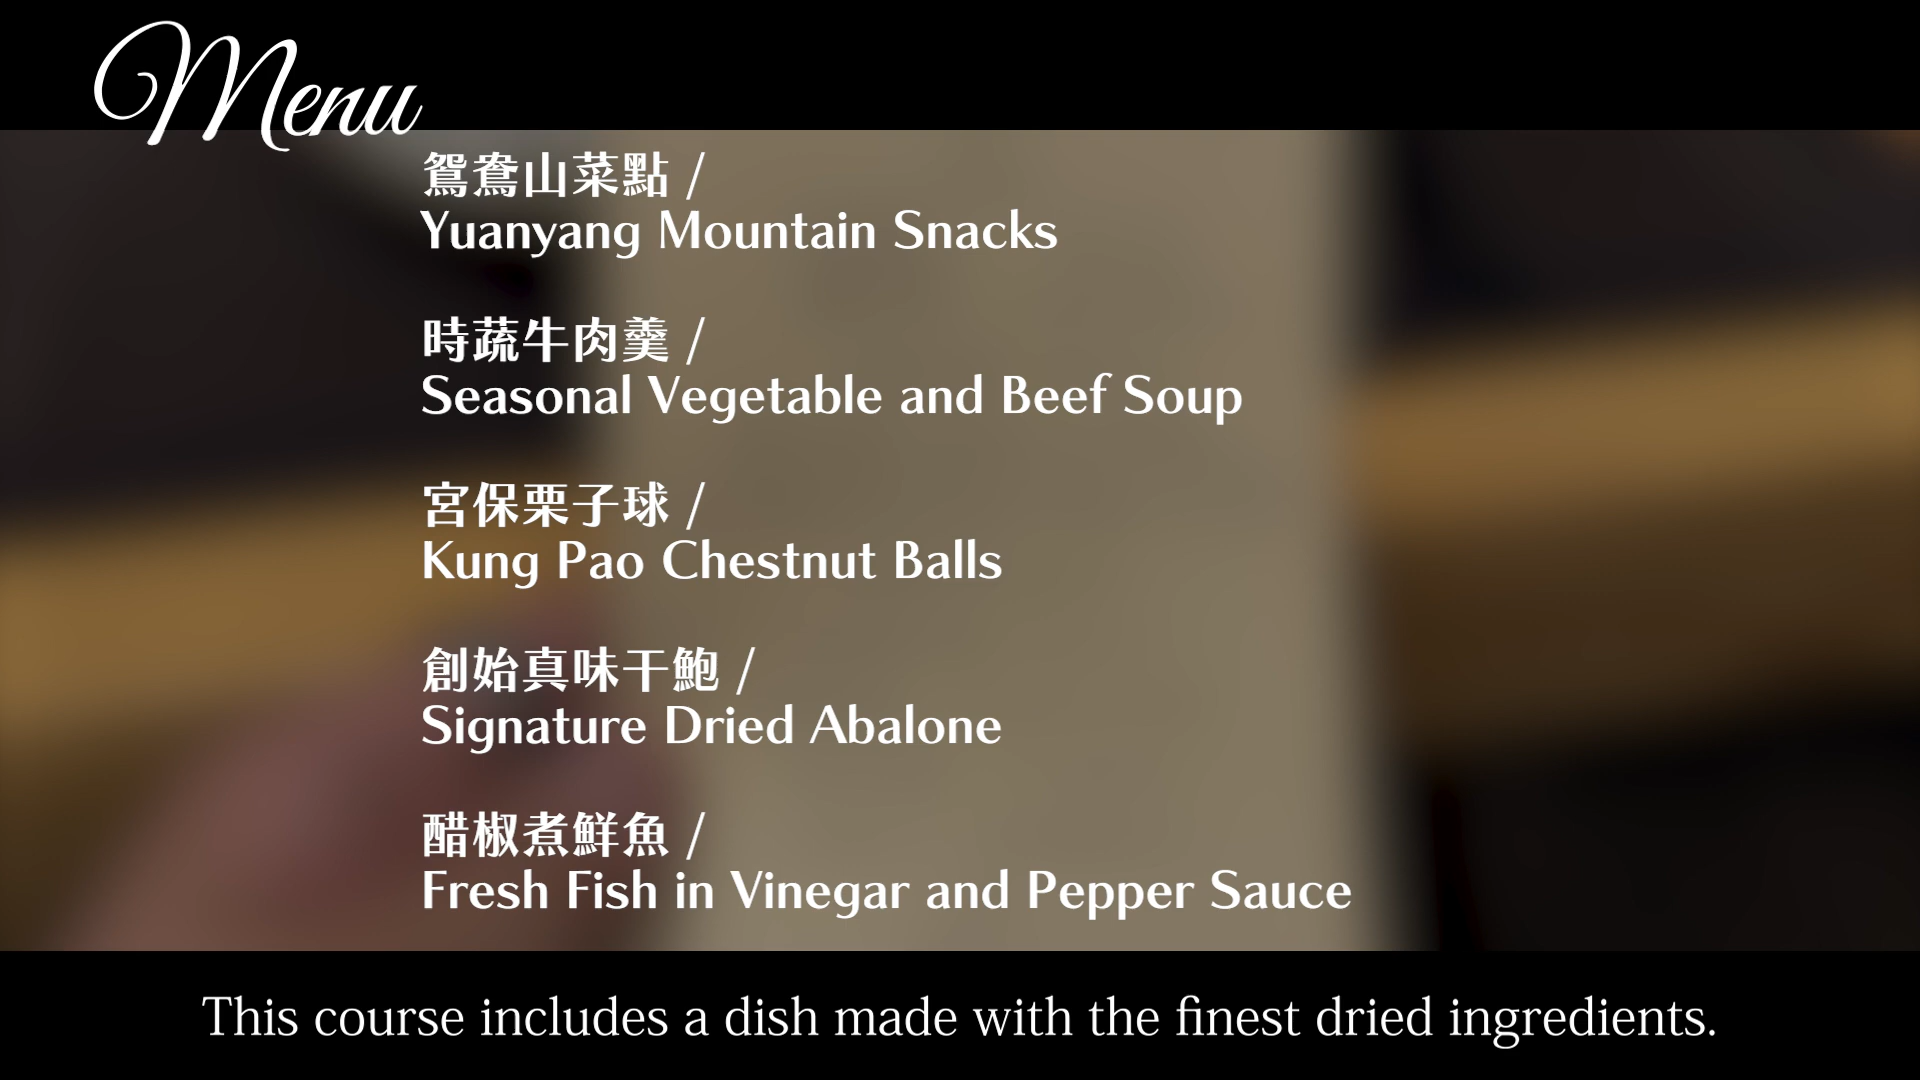 Menu
鴛鴦山菜點 /
Yuanyang Mountain Snacks
時蔬牛肉羹 /
Seasonal Vegetable and Beef Soup
宮保栗子球 /
Kung Pao Chestnut Balls
創始真味干鮑 /
Signature Dried Abalone
醋椒煮鮮魚 /
Fresh Fish in Vinegar and Pepper Sauce
This course includes a dish made with the finest dried ingredients.